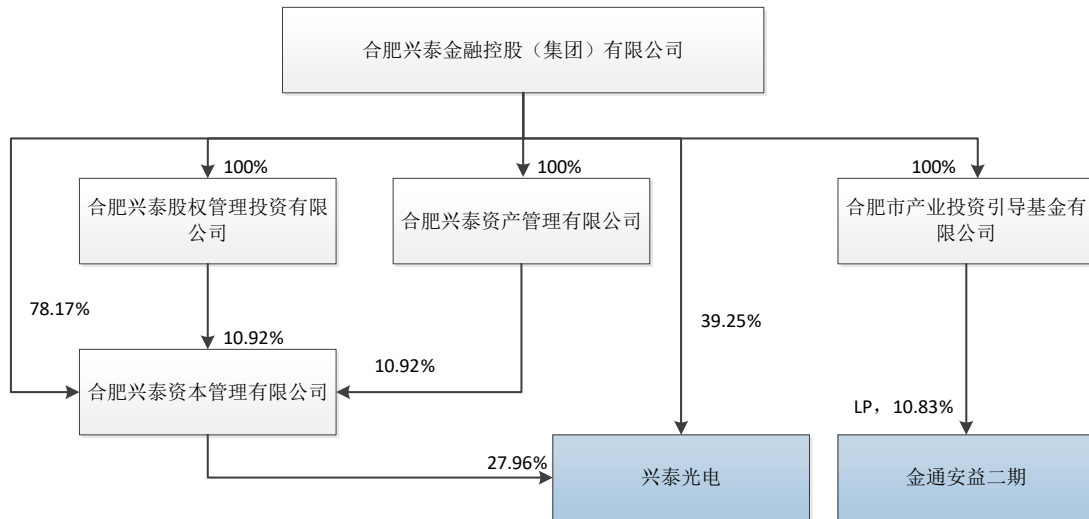 合肥兴泰金融控股（集团）有限公司
100%
100%
100%
合肥兴泰股权管理投资有限
公司
合肥兴泰资产管理有限公司
合肥市产业投资引导基金有
限公司
78.17%
10.92%
10.92%
39.25%
合肥兴泰资本管理有限公司
LP，10.83%
27.96%
兴泰光电
金通安益二期